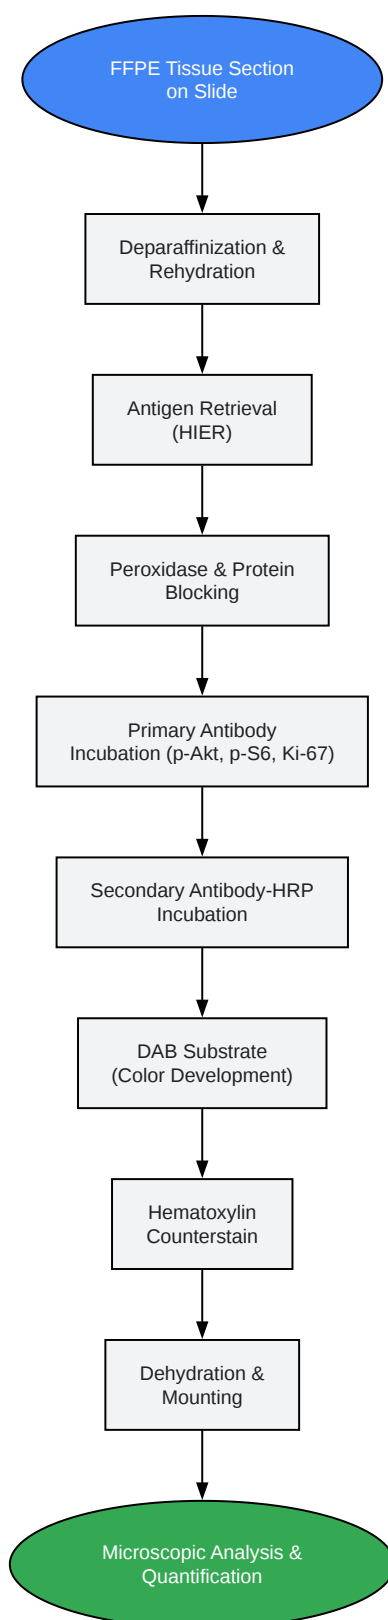 FFPE Tissue Section
on Slide
Deparaffinization &
Rehydration
Antigen Retrieval
(HIER)
Peroxidase & Protein
Blocking
Primary Antibody
Incubation (p-Akt, p-S6, Ki-67)
Secondary Antibody-HRP
Incubation
DAB Substrate
(Color Development)
Hematoxylin
Counterstain
Dehydration &
Mounting
Microscopic Analysis &
Quantification